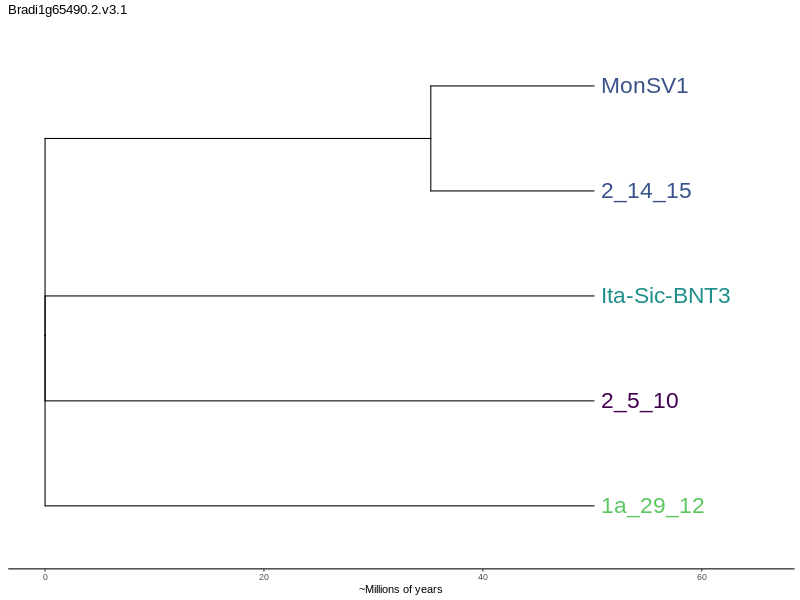 Bradi1g65490.2.v3.1
MonSV1
2_14_15
Ita-Sic-BNT3
2_5_10
1a_29_12
0 20 40 60
~Millions of years